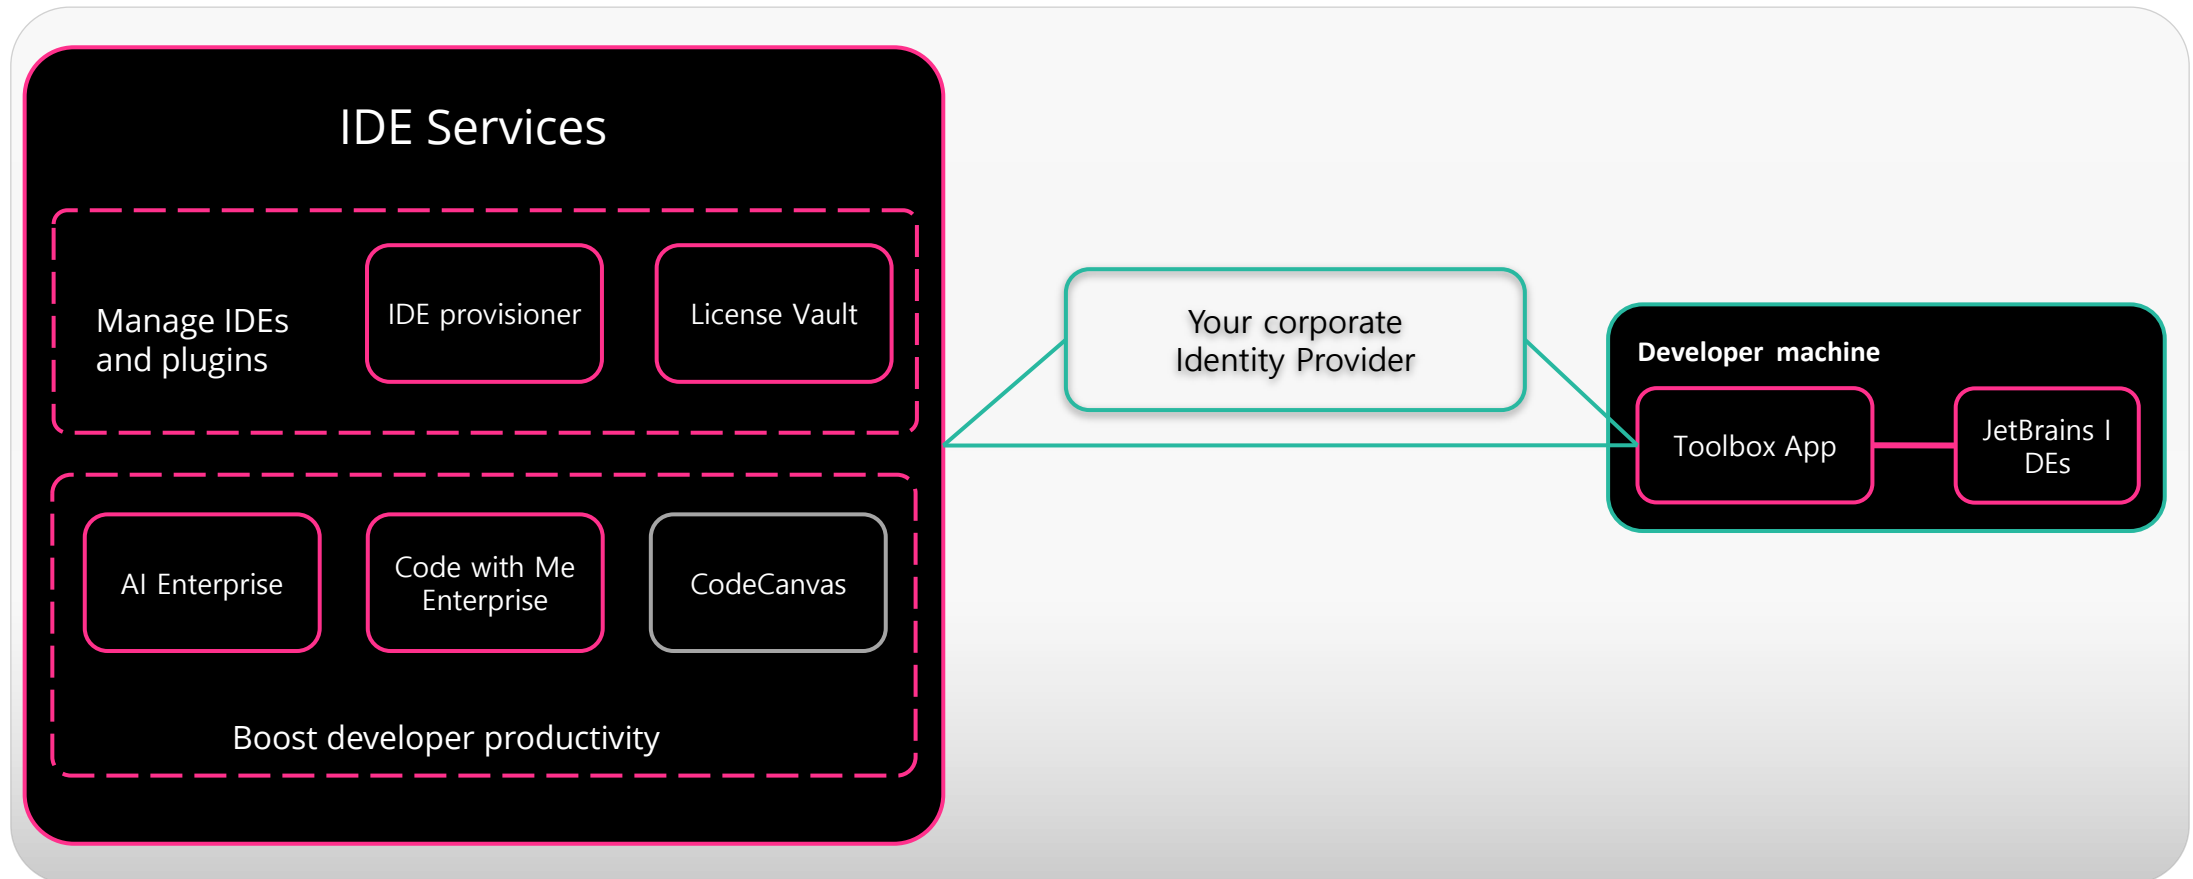 IDE Services
Manage IDEs
and plugins
IDE provisioner
License Vault
AI Enterprise
Code with Me
Enterprise
CodeCanvas
Boost developer productivity
Your corporate
Identity Provider
Developer machine
Toolbox App
JetBrains I
DEs